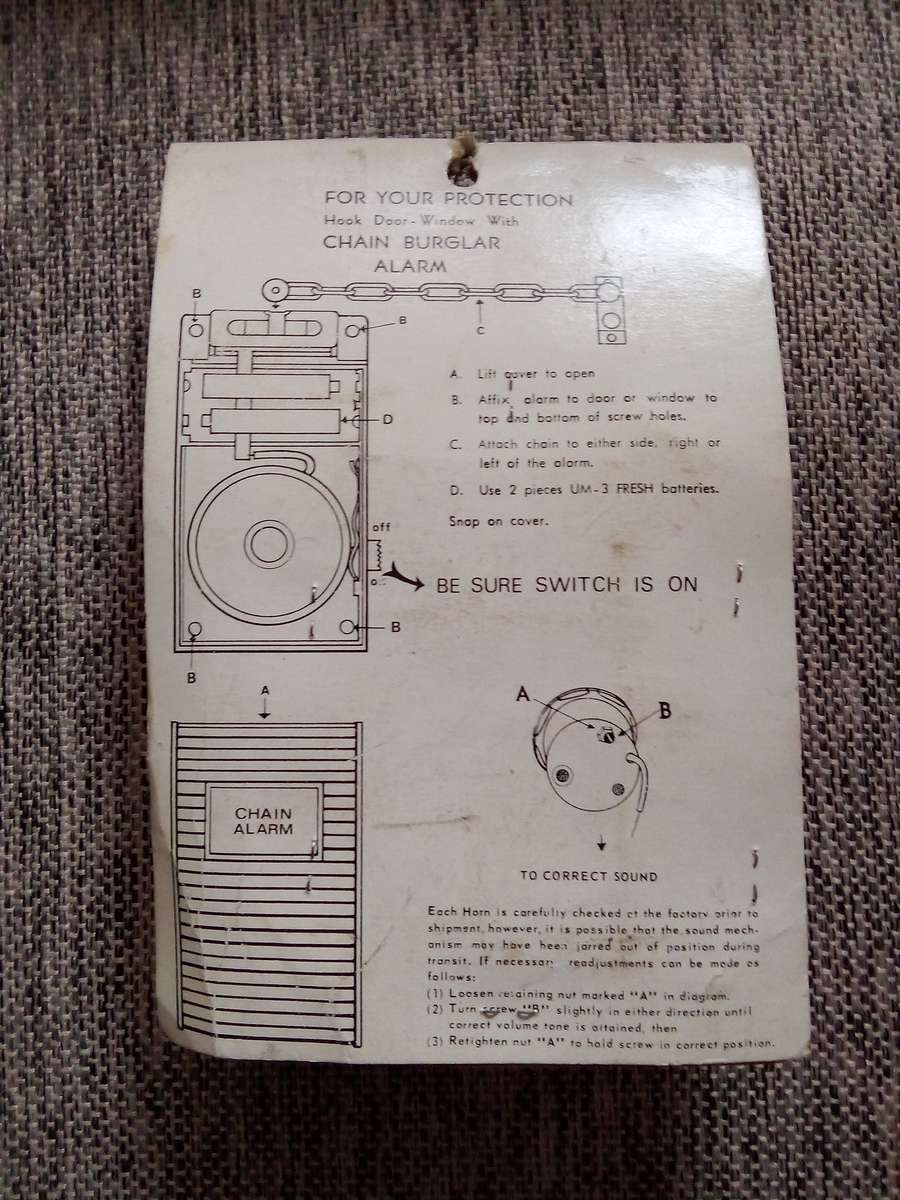 FOR YOUR PROTECTION
Hook Door-Window With
CHAIN BURGLAR
ALARM
B
B
C
D
off
B
B
A. Lift cover to open
B. Affix alarm to door or window to
top and bottom of screw holes.
C. Attach chain to either side, right or
left of the alarm.
D. Use 2 pieces UM-3 FRESH batteries.
Snap on cover.
BE SURE SWITCH IS ON
A
CHAIN
ALARM
A
B
TO CORRECT SOUND
Each Horn is carefully checked at the factory prior to
shipment, however, it is possible that the sound mech-
anism may have been jarred out of position during
transit. If necessary readjustments can be made as
follows:
(1) Loosen retaining nut marked "A" in diagram.
(2) Turn screw "B" slightly in either direction until
correct volume tone is attained, then
(3) Retighten nut "A" to hold screw in correct position.